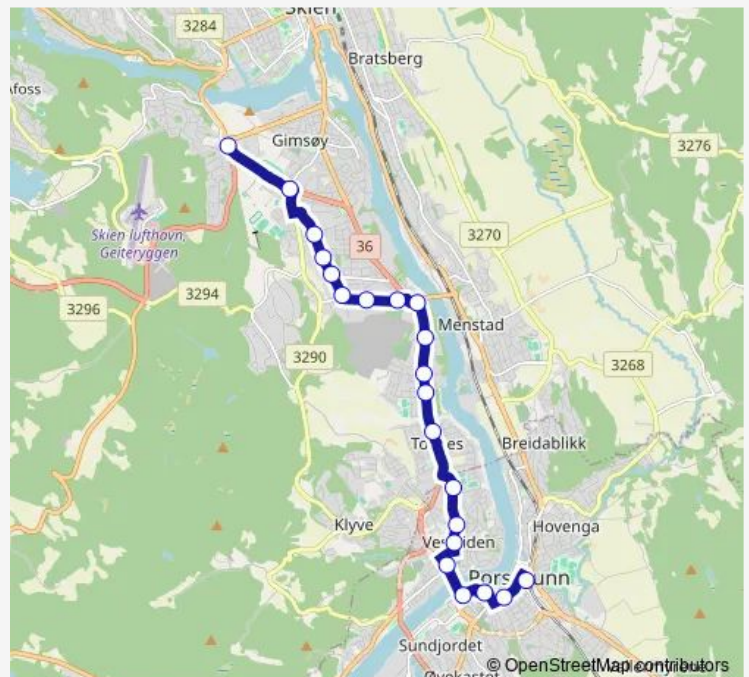 Skien
3284
Bratsberg
Gimsøy
3276
Skien lufthavn,
Geiteryggen
3270
36
3294
3296
Menstad
3290
3268
Breidablikk
Klyve
Hovenga
Sundjordet
© OpenStreetMap contributors